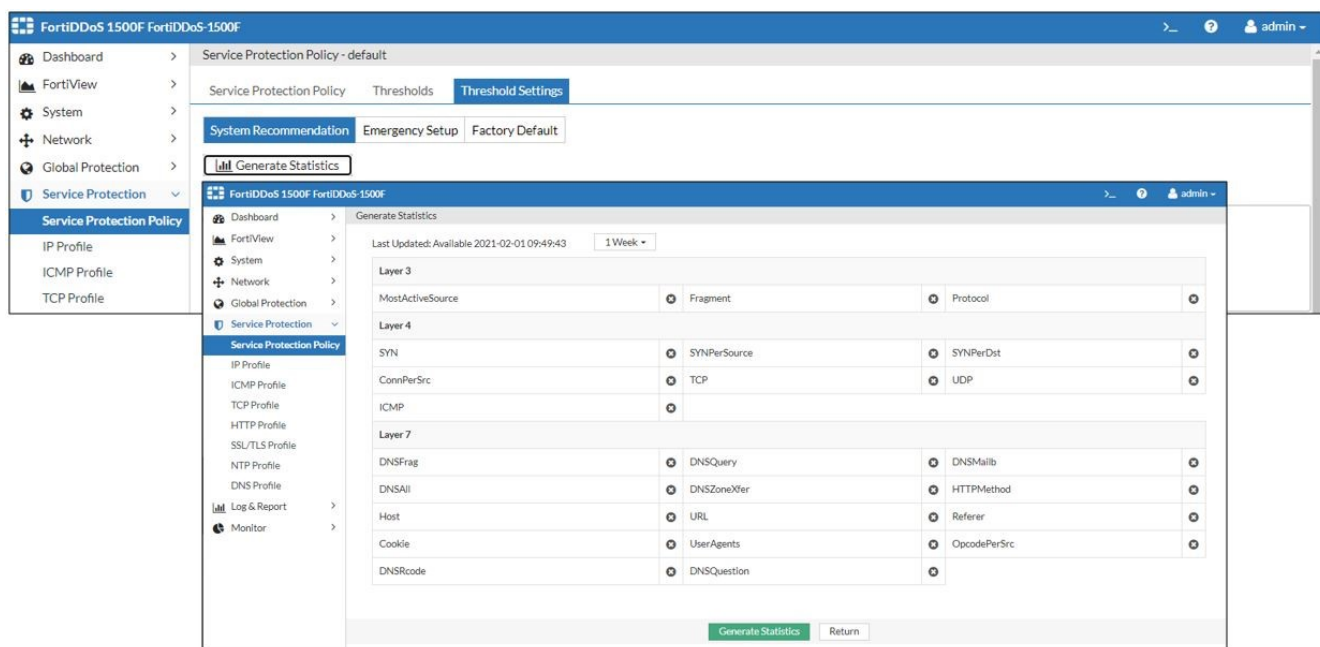 FortiDDoS 1500F FortiDDoS-1500F
>_ admin
Dashboard
FortiView
System
Network
Global Protection
Service Protection
Service Protection Policy
IP Profile
ICMP Profile
TCP Profile
Service Protection Policy - default
Service Protection Policy Thresholds Threshold Settings
System Recommendation Emergency Setup Factory Default
Generate Statistics
FortiDDoS 1500F FortiDDoS-1500F
>_ admin
Dashboard
FortiView
System
Network
Global Protection
Service Protection
Service Protection Policy
IP Profile
ICMP Profile
TCP Profile
HTTP Profile
SSL/TLS Profile
NTP Profile
DNS Profile
Log & Report
Monitor
Generate Statistics
Last Updated: Available 2021-02-01 09:49:43 1 Week
Layer 3
MostActiveSource Fragment Protocol
Layer 4
SYN SYNPerSource SYNPerDst
ConnPerSrc TCP UDP
ICMP
Layer 7
DNSFrag DNSQuery DNSMailb
DNSAll DNSZoneXfer HTTPMethod
Host URL Referer
Cookie UserAgents OpcodePerSrc
DNSRcode DNSQuestion
Generate Statistics Return